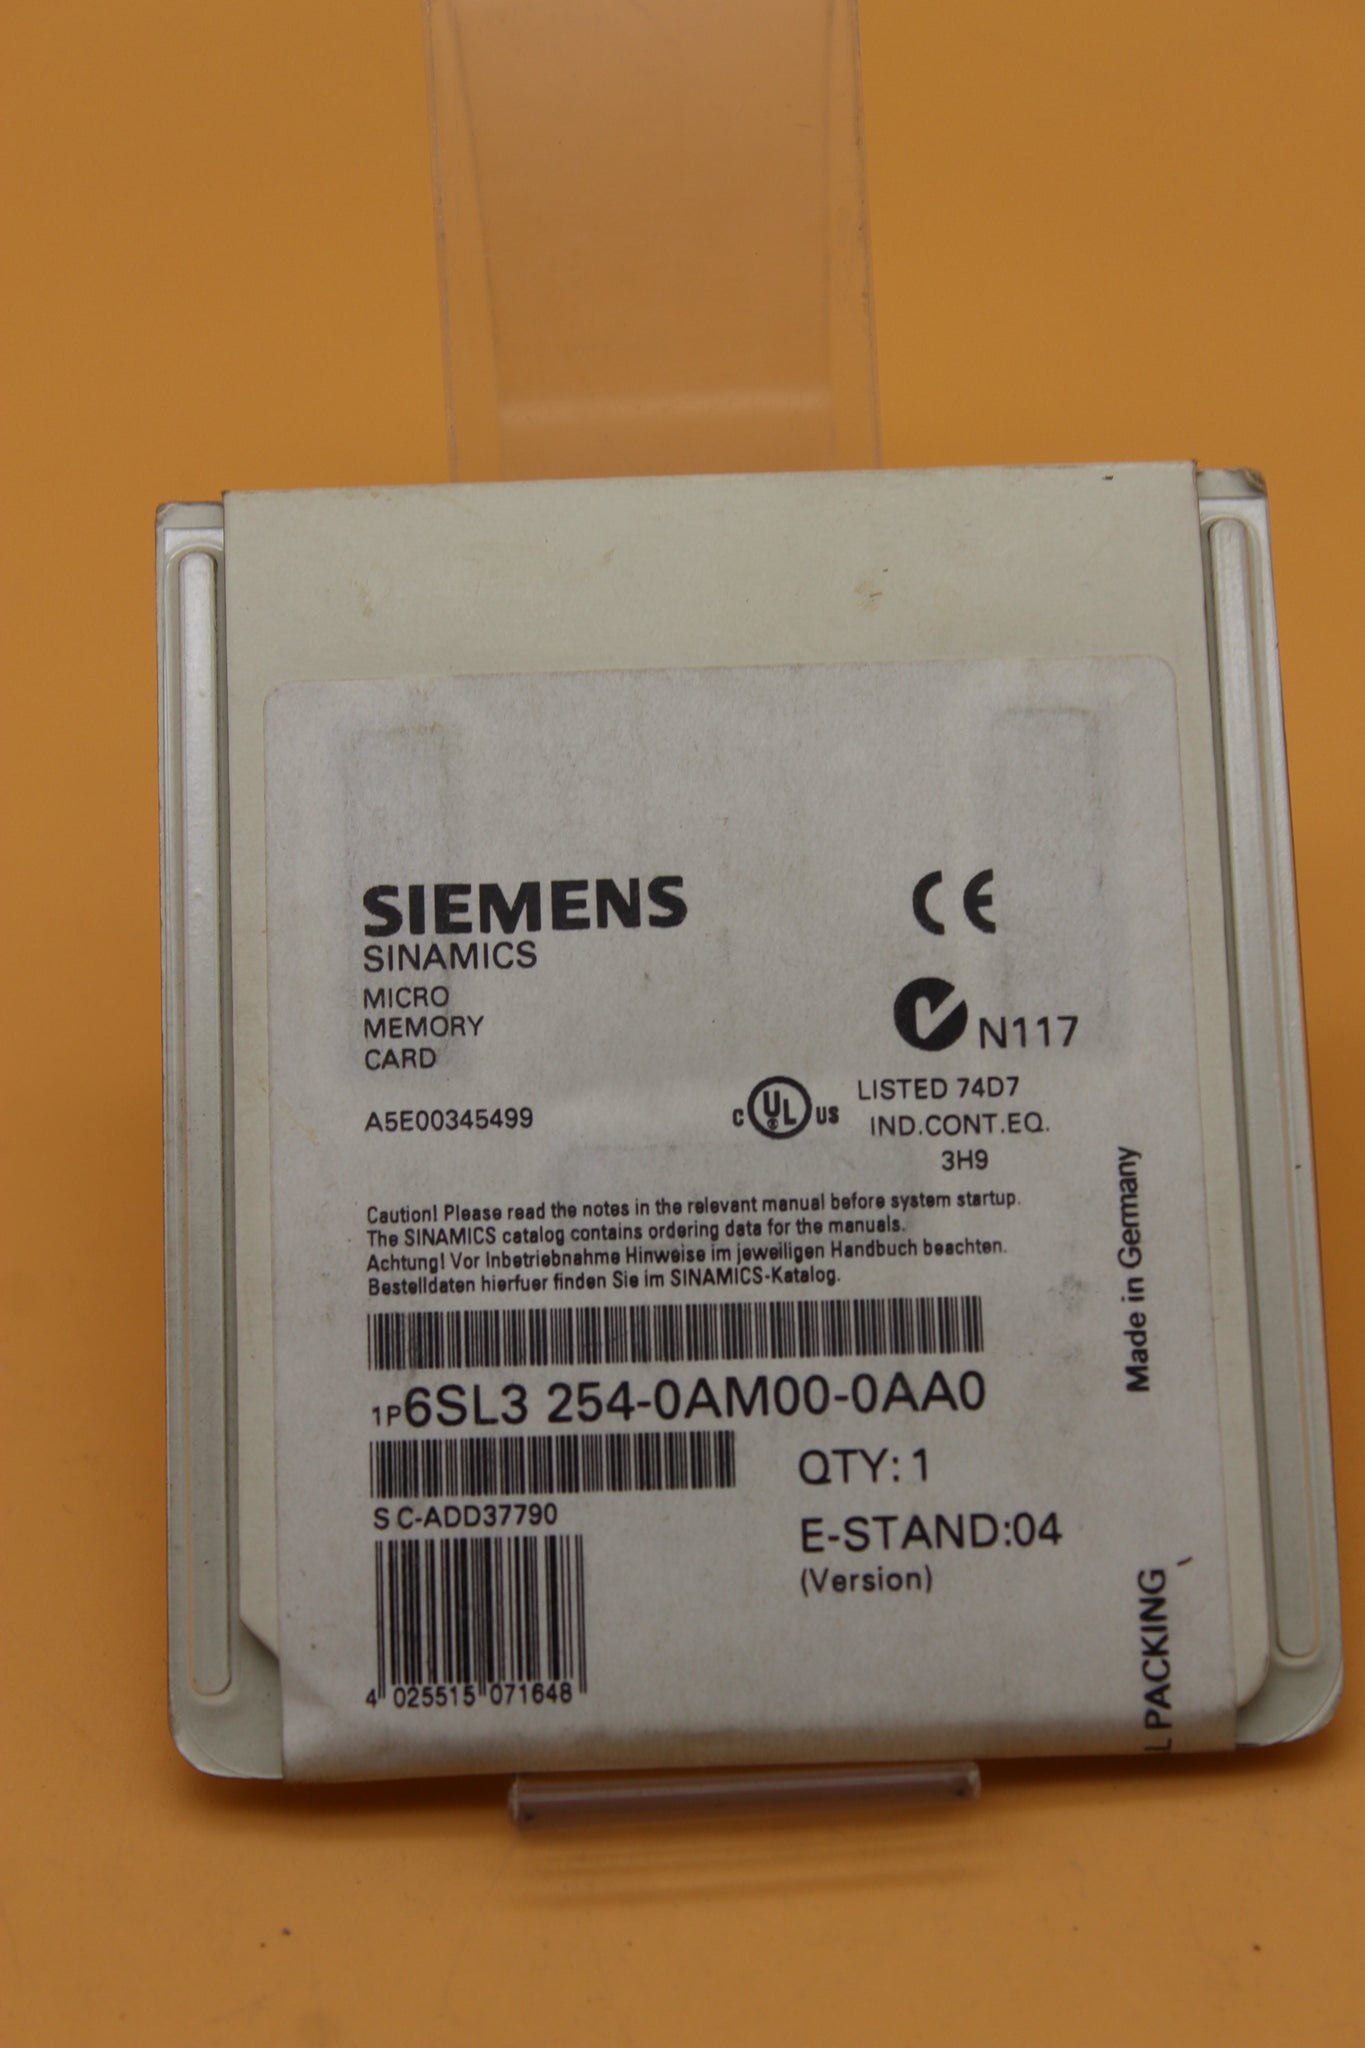 SIEMENS
SINAMICS
MICRO
MEMORY
CARD
A5E00345499
CE
N117
C UL US
LISTED 74D7
IND.CONT.EQ.
3H9
Caution! Please read the notes in the relevant manual before system startup.
The SINAMICS catalog contains ordering data for the manuals.
Achtung! Vor Inbetriebnahme Hinweise im jeweiligen Handbuch beachten.
Bestelldaten hierfuer finden Sie im SINAMICS-Katalog.
1P6SL3 254-0AM00-0AA0
S C-ADD37790
QTY: 1
E-STAND:04
(Version)
4 025515 071648
Made in Germany
PACKING